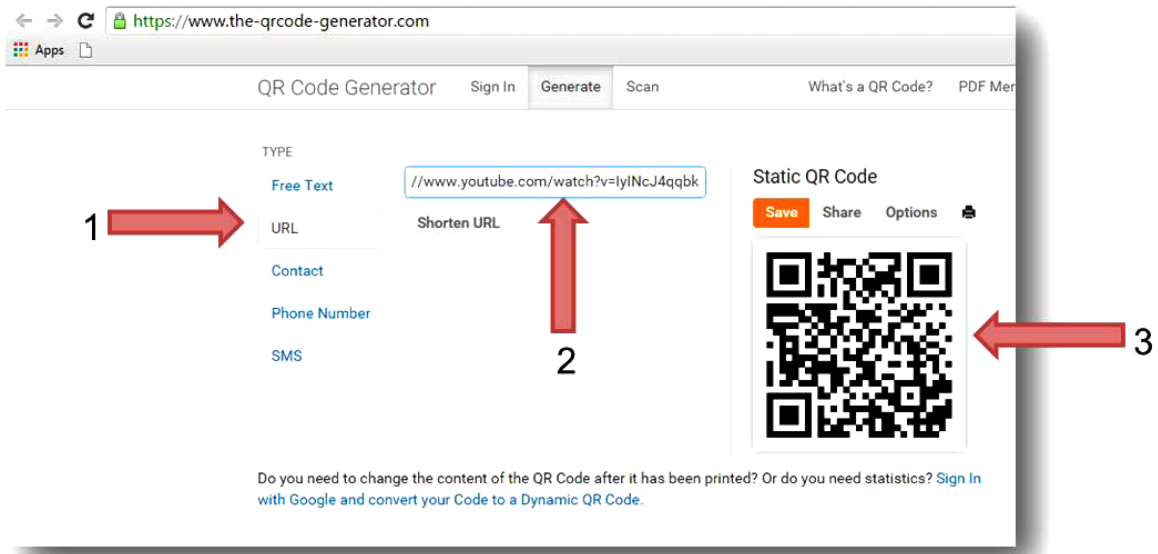 https://www.the-qrcode-generator.com
Apps
QR Code Generator Sign In Generate Scan What's a QR Code? PDF Mer
TYPE
Free Text
//www.youtube.com/watch?v=IyINcJ4qqbk
Static QR Code
Save Share Options
1
URL
Shorten URL
Contact
Phone Number
SMS
2
3
Do you need to change the content of the QR Code after it has been printed? Or do you need statistics? Sign In
with Google and convert your Code to a Dynamic QR Code.